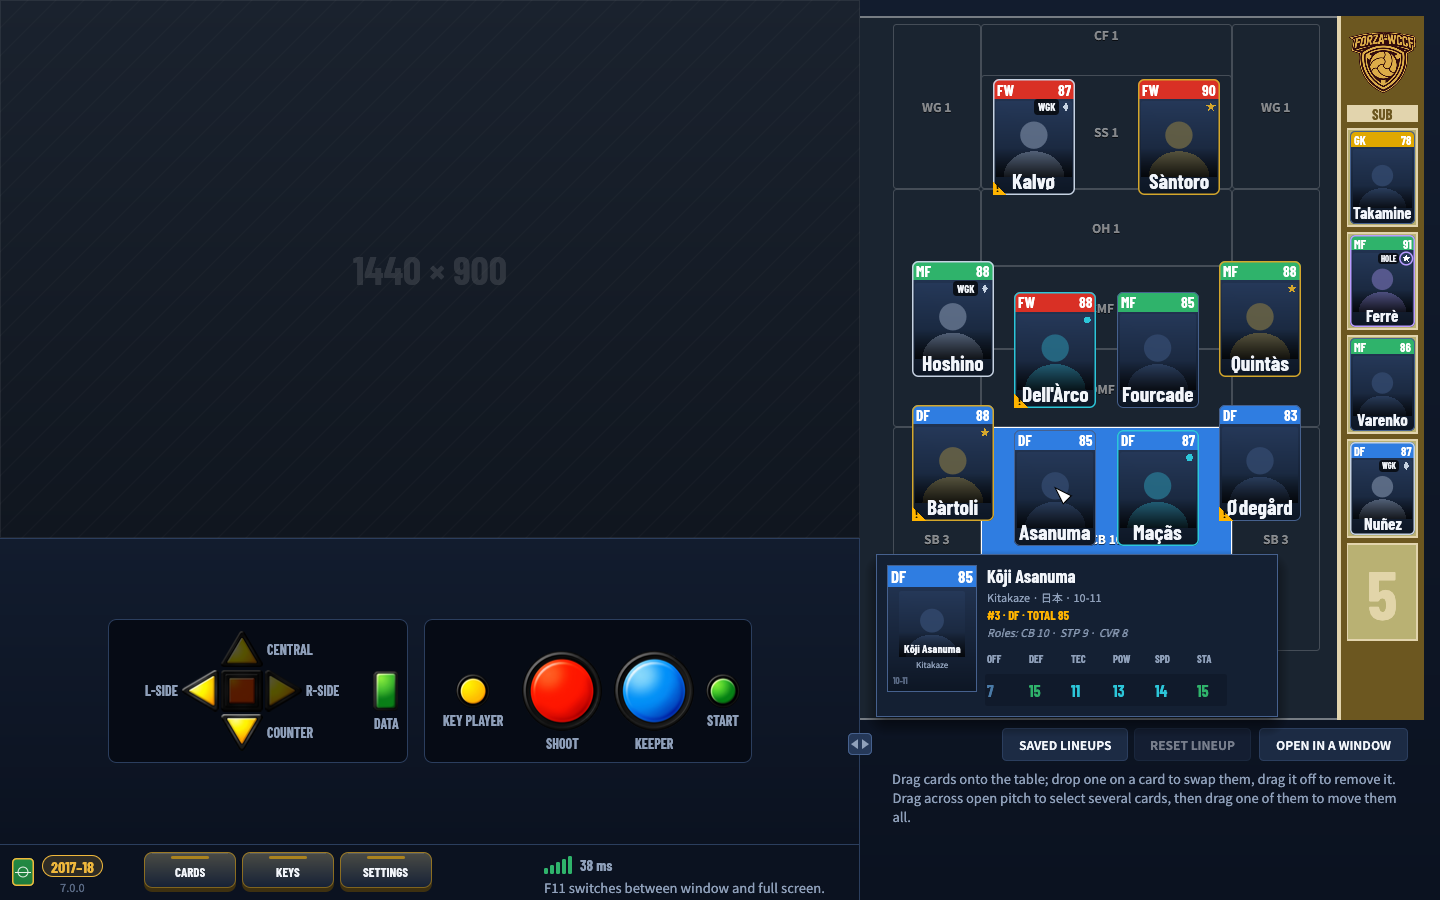 1440 × 900
CENTRAL
L-SIDE
R-SIDE
COUNTER
DATA
KEY PLAYER
SHOOT
KEEPER
START
2017–18
7.0.0
CARDS
KEYS
SETTINGS
38 ms
F11 switches between window and full screen.
CF 1
WG 1
SS 1
WG 1
OH 1
SB 3
SB 3
FW 87
WGK
Kalvø
FW 90
Sàntoro
MF 88
WGK
Hoshino
FW 88
Dell'Àrco
MF 85
Fourcade
MF 88
Quintàs
DF 88
Bàrtoli
DF 85
Asanuma
DF 87
Maçãs
DF 83
Ødegård
DF 85
Kōji Asanuma
Kitakaze
10-11
Kōji Asanuma
Kitakaze · 日本 · 10-11
#3 · DF · TOTAL 85
Roles: CB 10 · STP 9 · CVR 8
OFF DEF TEC POW SPD STA
7 15 11 13 14 15
FORZA-WCCF
SUB
GK 78
Takamine
MF 91
HOLE
Ferrè
MF 86
Varenko
DF 87
WGK
Nuñez
5
SAVED LINEUPS
RESET LINEUP
OPEN IN A WINDOW
Drag cards onto the table; drop one on a card to swap them, drag it off to remove it.
Drag across open pitch to select several cards, then drag one of them to move them
all.